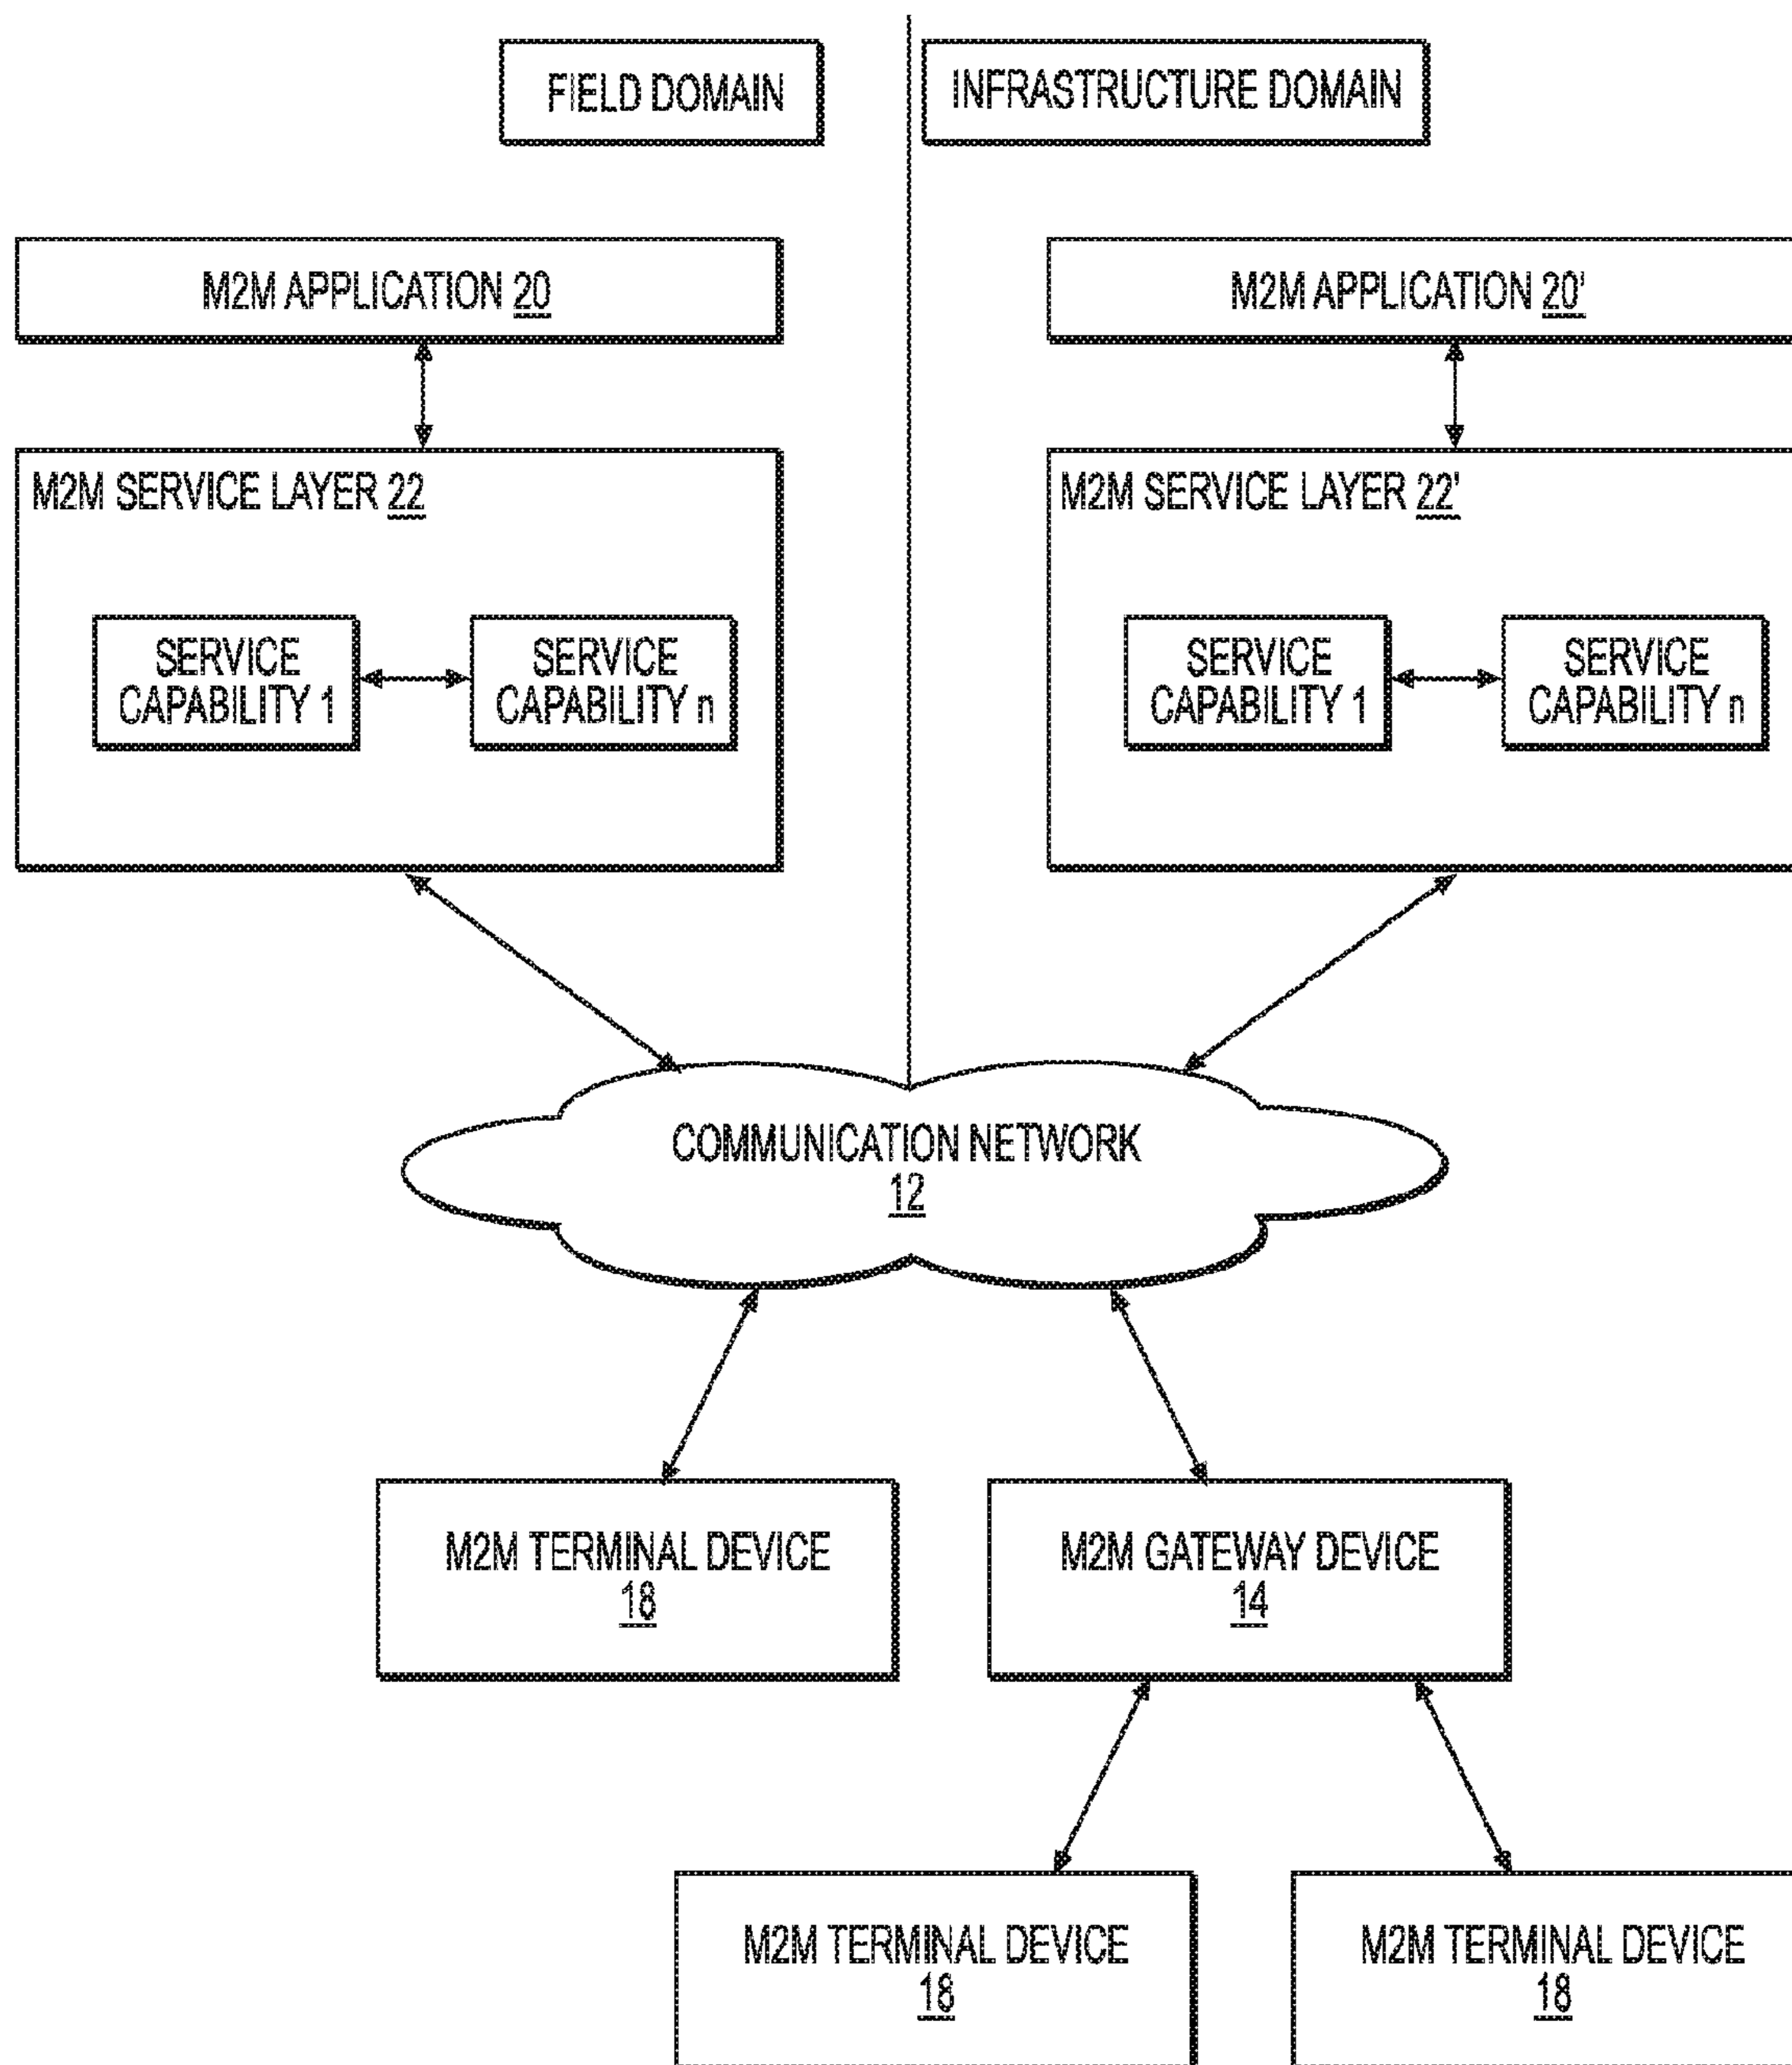 FIELD DOMAIN
INFRASTRUCTURE DOMAIN
M2M APPLICATION 20
M2M APPLICATION 20'
M2M SERVICE LAYER 22
SERVICE
CAPABILITY 1
SERVICE
CAPABILITY n
M2M SERVICE LAYER 22'
SERVICE
CAPABILITY 1
SERVICE
CAPABILITY n
COMMUNICATION NETWORK
12
M2M TERMINAL DEVICE
18
M2M GATEWAY DEVICE
14
M2M TERMINAL DEVICE
18
M2M TERMINAL DEVICE
18